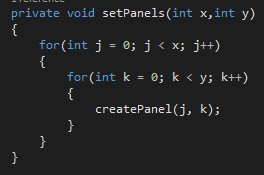 private void setPanels(int x,int y)
{
for(int j = 0; j < x; j++)
{
for(int k = 0; k < y; k++)
{
createPanel(j, k);
}
}
}